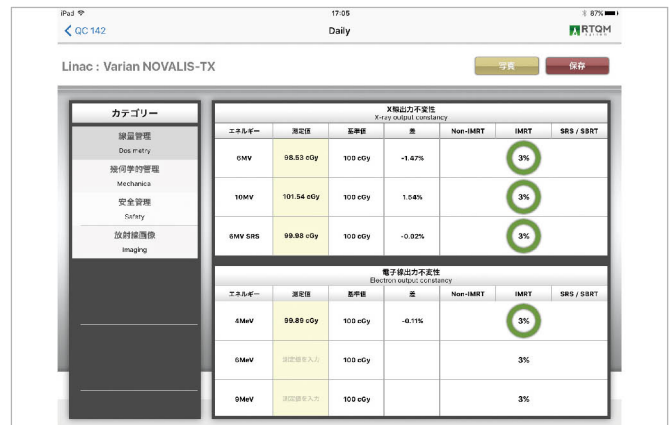 iPad 17:05 87%
QC 142 Daily RTQM
Linac : Varian NOVALIS-TX 写真 保存
カテゴリー
線量管理
Dosimetry
幾何学的管理
Mechanica
安全管理
Safety
放射線画像
Imaging
X線出力不変性
X-ray output constancy
エネルギー 測定値 基準値 差 Non-IMRT IMRT SRS / SBRT
6MV 98.53 cGy 100 cGy -1.47% 3%
10MV 101.54 cGy 100 cGy 1.54% 3%
6MV SRS 99.98 cGy 100 cGy -0.02% 3%
電子線出力不変性
Electron output constancy
エネルギー 測定値 基準値 差 Non-IMRT IMRT SRS / SBRT
4MeV 99.89 cGy 100 cGy -0.11% 3%
6MeV 測定値を入力 100 cGy 3%
9MeV 測定値を入力 100 cGy 3%